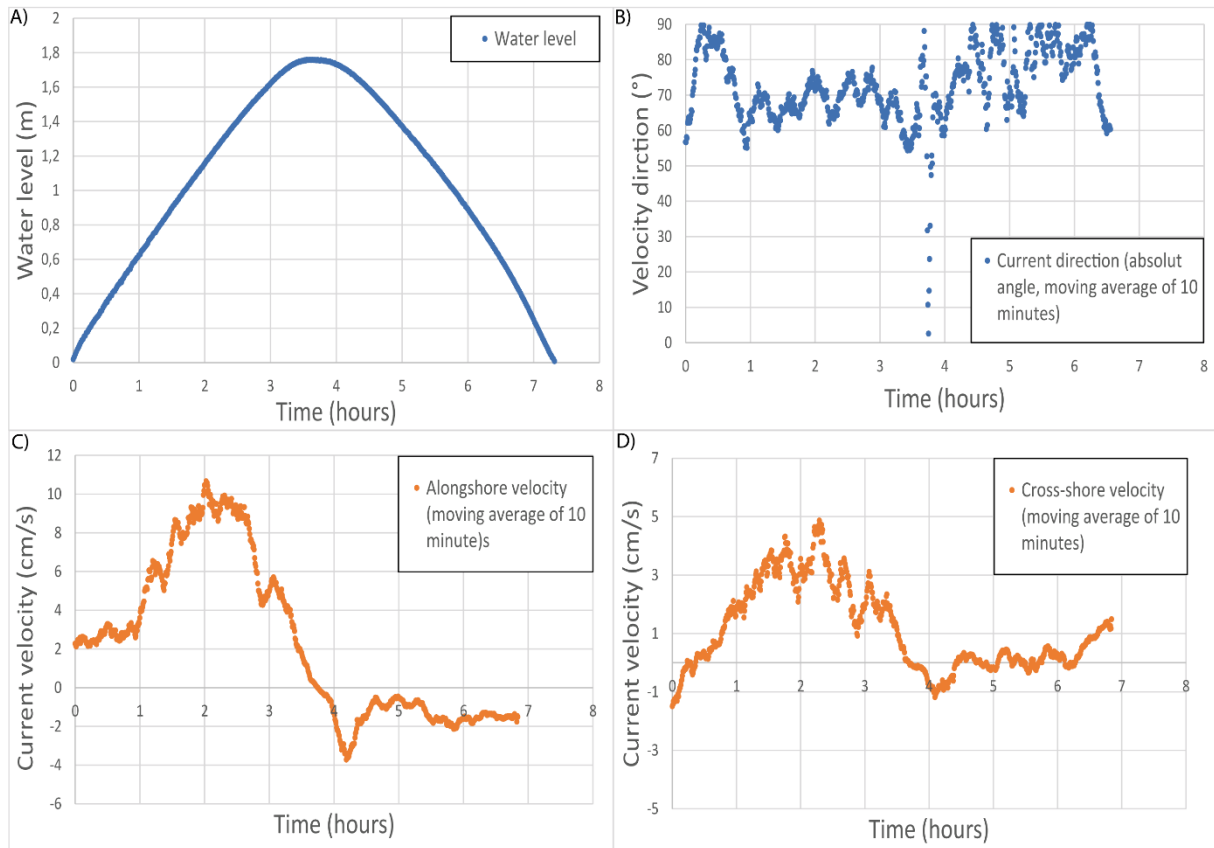 A)
Water level (m)
2
1,8
1,6
1,4
1,2
1
0,8
0,6
0,4
0,2
0
0 1 2 3 4 5 6 7 8
Time (hours)
Water level
B)
Velocity dirction (°)
90
80
70
60
50
40
30
20
10
0
0 1 2 3 4 5 6 7 8
Time (hours)
Current direction (absolut
angle, moving average of 10
minutes)
C)
Current velocity (cm/s)
12
10
8
6
4
2
0
-2
-4
-6
0 1 2 3 4 5 6 7 8
Time (hours)
Alongshore velocity
(moving average of 10
minute)s
D)
Current velocity (cm/s)
7
5
3
1
-1
-3
-5
0 1 2 3 4 5 6 7 8
Time (hours)
Cross-shore velocity
(moving average of 10
minutes)